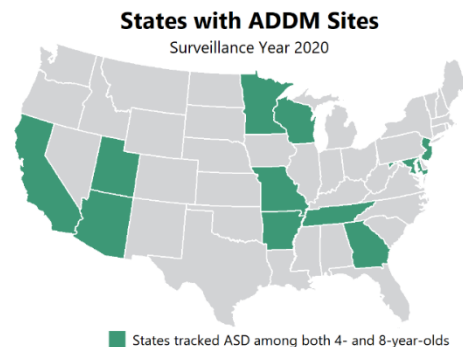 States with ADDM Sites
Surveillance Year 2020
States tracked ASD among both 4- and 8-year-olds